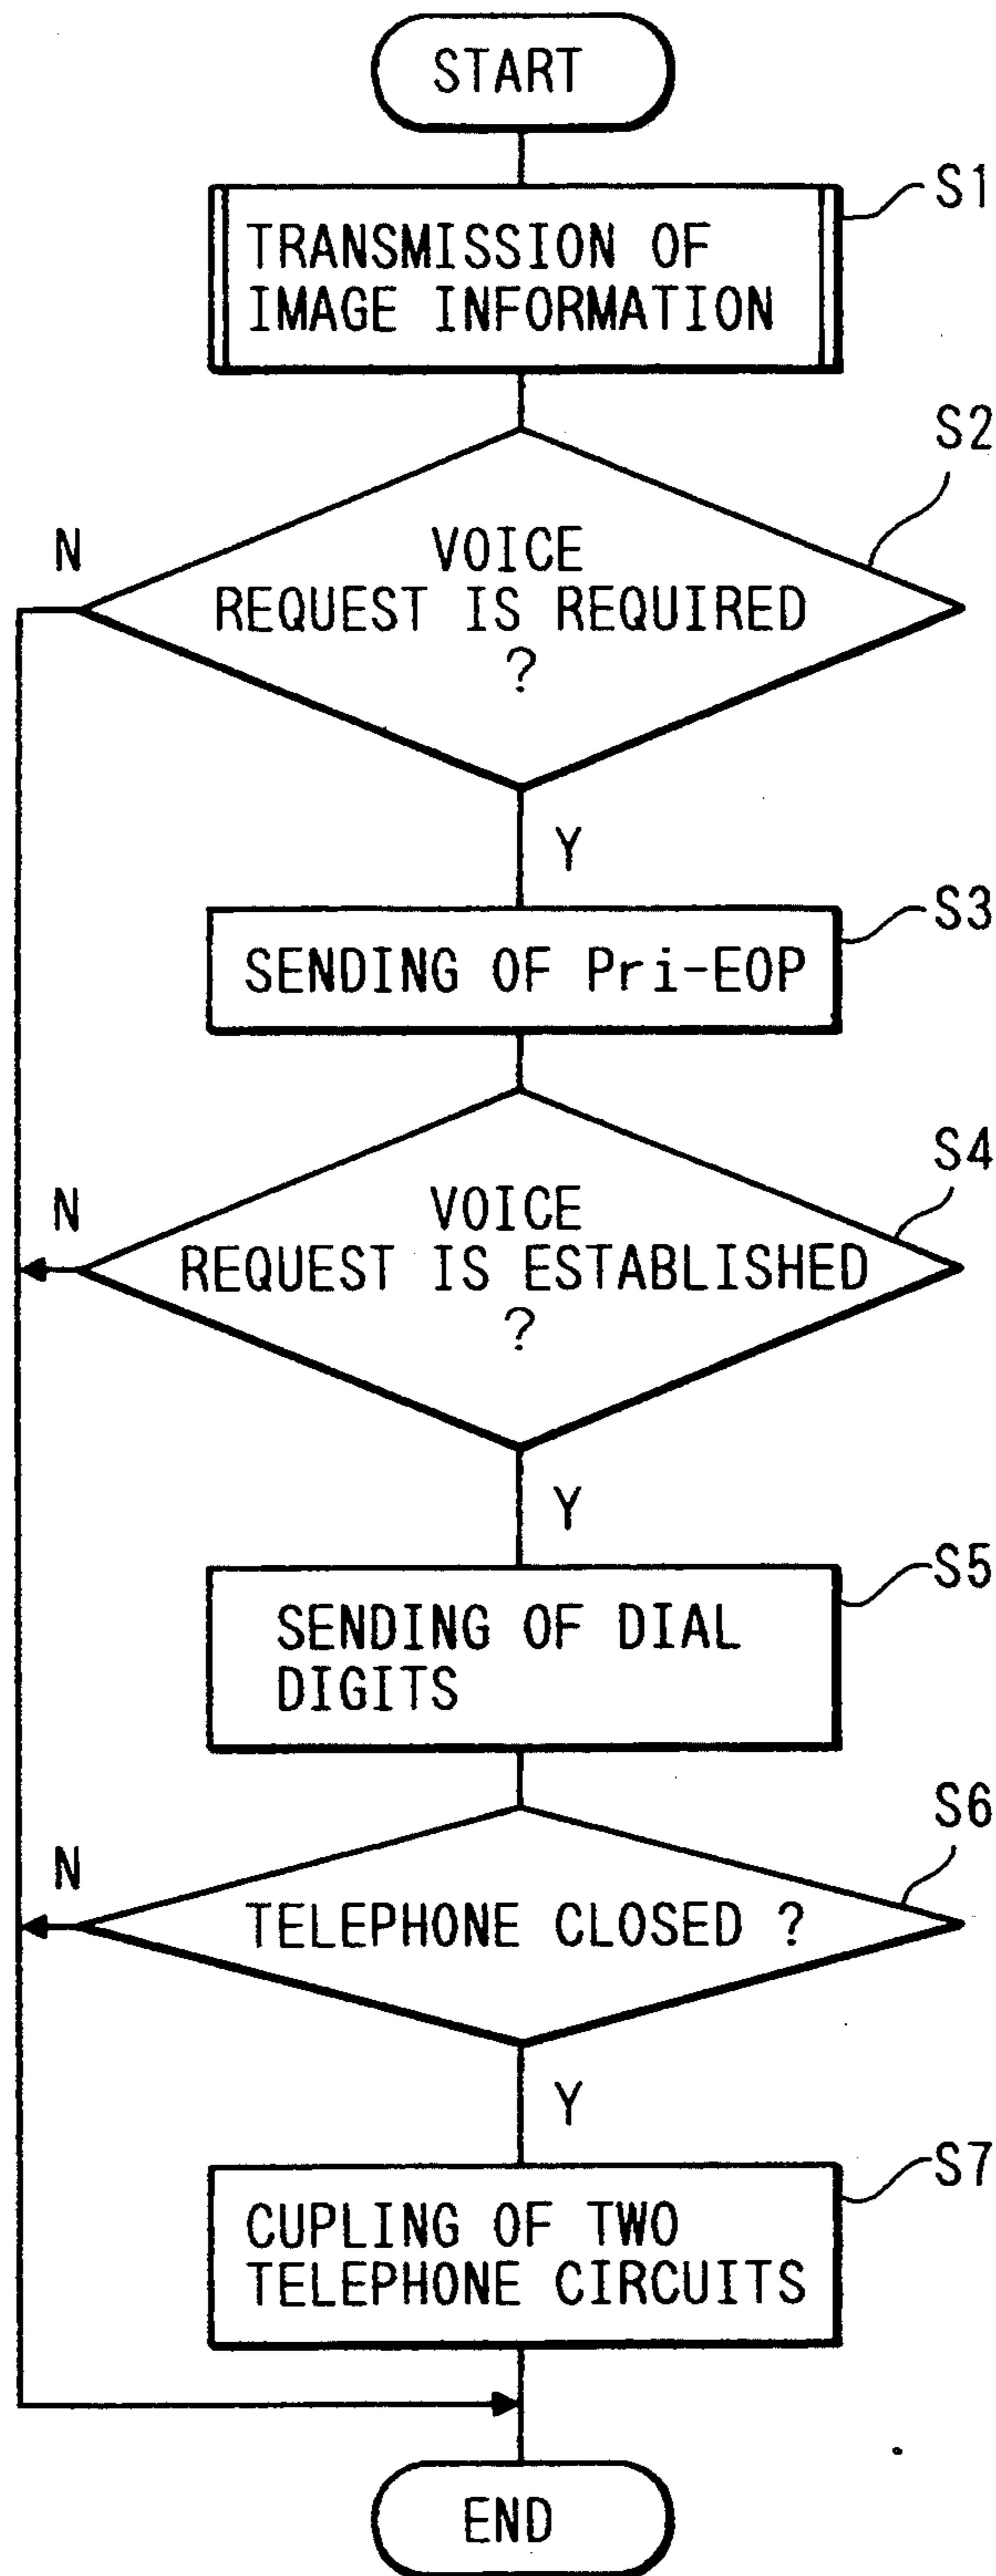 START
S1
TRANSMISSION OF
IMAGE INFORMATION
S2
N
VOICE
REQUEST IS REQUIRED
?
Y
S3
SENDING OF Pri-EOP
S4
N
VOICE
REQUEST IS ESTABLISHED
?
Y
S5
SENDING OF DIAL
DIGITS
S6
N
TELEPHONE CLOSED ?
Y
S7
CUPLING OF TWO
TELEPHONE CIRCUITS
END